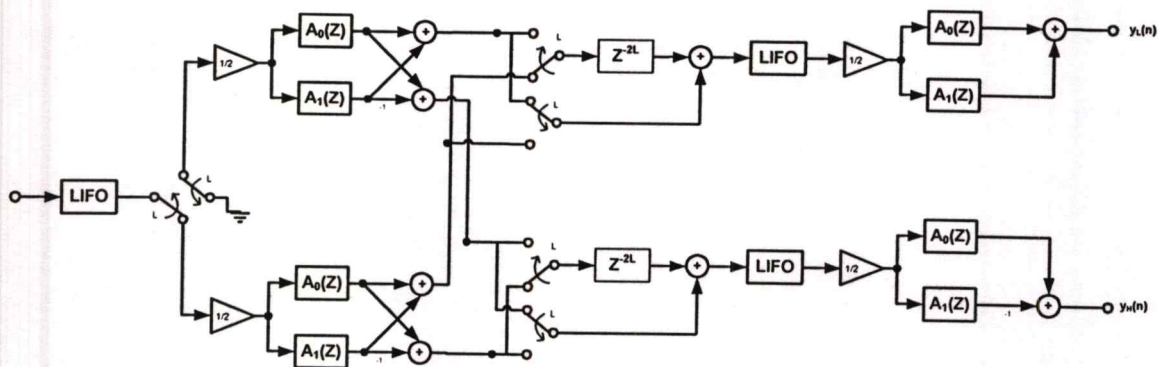 A₀(Z)
A₀(Z)
1/2
L
Z⁻²ᴸ
LIFO
1/2
yL(n)
A₁(Z)
-1
L
A₁(Z)
LIFO
L
L
L
A₀(Z)
A₀(Z)
Z⁻²ᴸ
LIFO
1/2
1/2
A₁(Z)
-1
yH(n)
L
A₁(Z)
-1